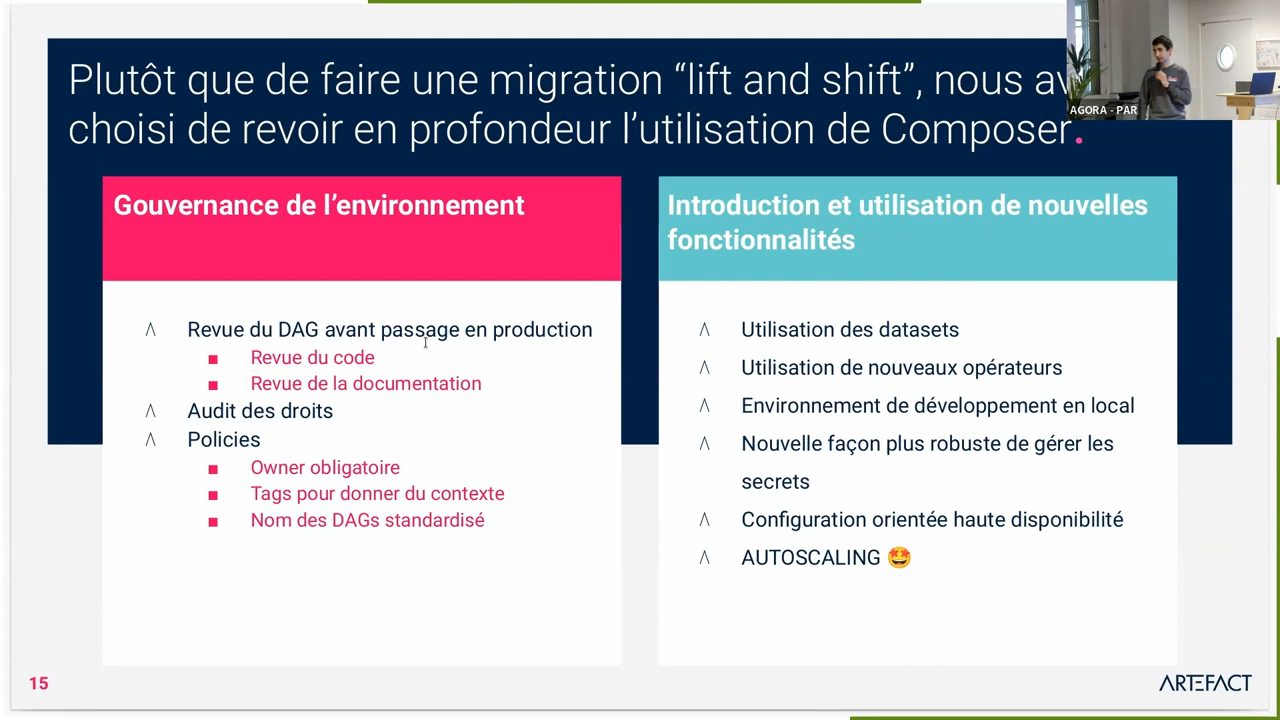 Plutôt que de faire une migration “lift and shift”, nous
choisi de revoir en profondeur l’utilisation de Composer.
AGORA - PAR
Gouvernance de l’environnement
Revue du DAG avant passage en production
Revue du code
Revue de la documentation
Audit des droits
Policies
Owner obligatoire
Tags pour donner du contexte
Nom des DAGs standardisé
Introduction et utilisation de nouvelles
fonctionnalités
Utilisation des datasets
Utilisation de nouveaux opérateurs
Environnement de développement en local
Nouvelle façon plus robuste de gérer les
secrets
Configuration orientée haute disponibilité
AUTOSCALING 🤩
15
ARTEFACT